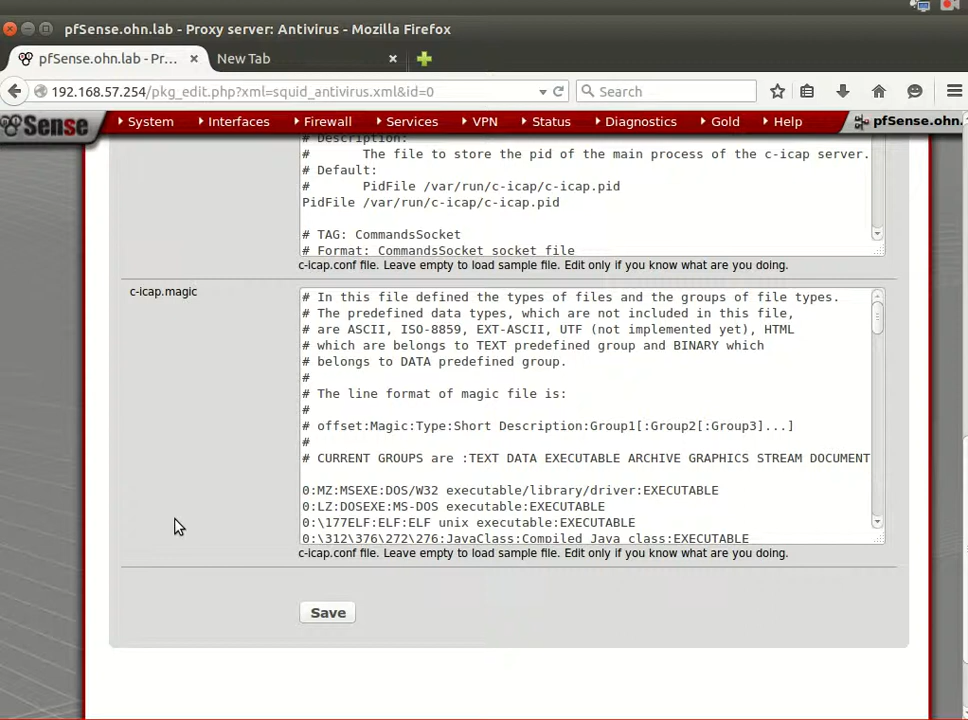 pfSense.ohn.lab - Proxy server: Antivirus - Mozilla Firefox
pfSense.ohn.lab - Pr... New Tab
192.168.57.254/pkg_edit.php?xml=squid_antivirus.xml&id=0 Search
Sense System Interfaces Firewall Services VPN Status Diagnostics Gold Help pfSense.ohn.
# Description:
# The file to store the pid of the main process of the c-icap server.
# Default:
# PidFile /var/run/c-icap/c-icap.pid
PidFile /var/run/c-icap/c-icap.pid
# TAG: CommandsSocket
# Format: CommandsSocket socket_file
c-icap.conf file. Leave empty to load sample file. Edit only if you know what are you doing.
c-icap.magic
# In this file defined the types of files and the groups of file types.
# The predefined data types, which are not included in this file,
# are ASCII, ISO-8859, EXT-ASCII, UTF (not implemented yet), HTML
# which are belongs to TEXT predefined group and BINARY which
# belongs to DATA predefined group.
#
# The line format of magic file is:
#
# offset:Magic:Type:Short Description:Group1[:Group2[:Group3]...]
#
# CURRENT GROUPS are :TEXT DATA EXECUTABLE ARCHIVE GRAPHICS STREAM DOCUMENT
0:MZ:MSEXE:DOS/W32 executable/library/driver:EXECUTABLE
0:LZ:DOSEXE:MS-DOS executable:EXECUTABLE
0:\177ELF:ELF:ELF unix executable:EXECUTABLE
0:\312\376\272\276:JavaClass:Compiled Java class:EXECUTABLE
c-icap.conf file. Leave empty to load sample file. Edit only if you know what are you doing.
Save